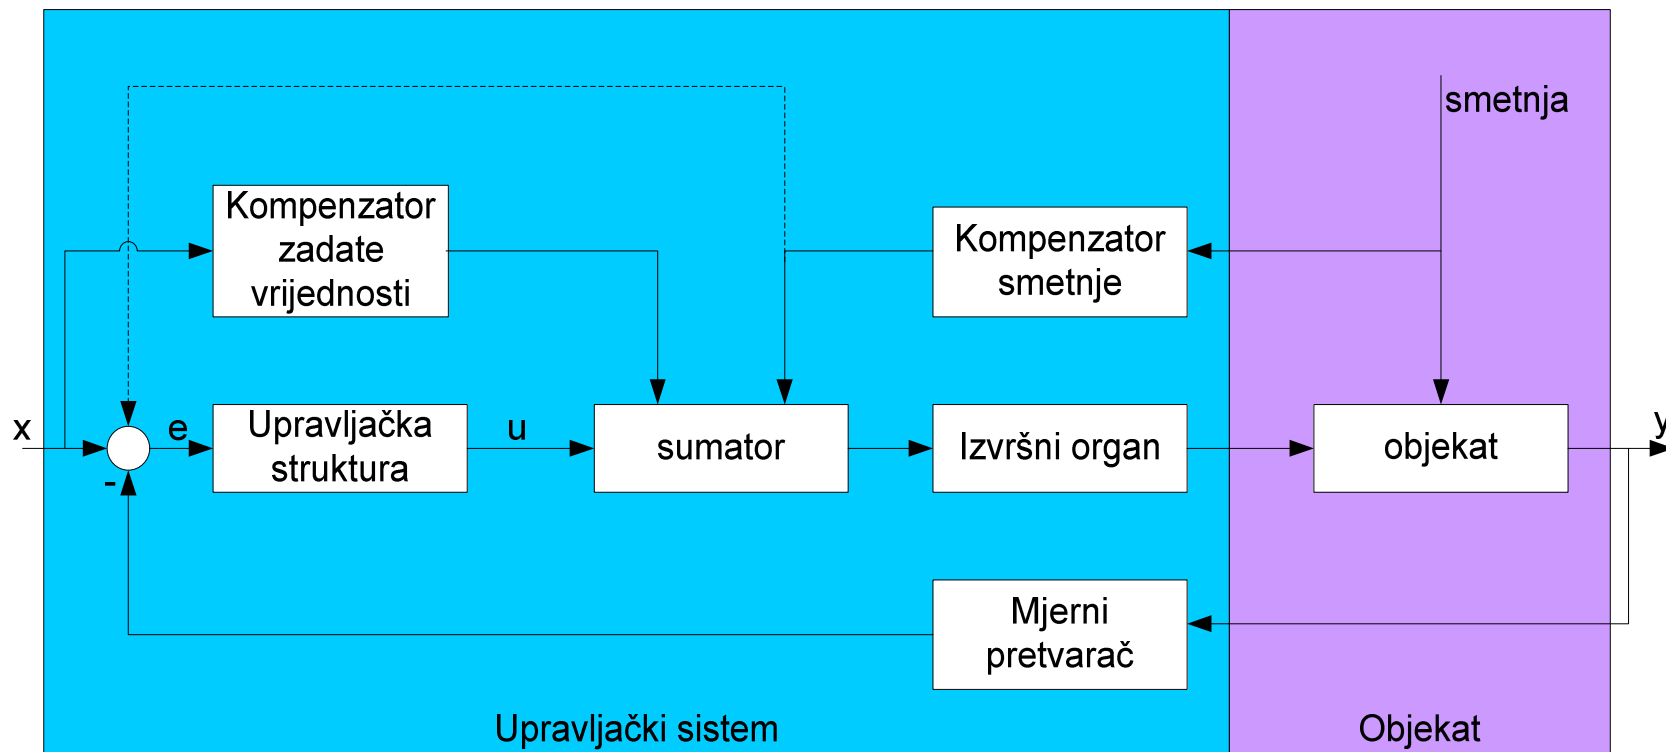 smetnja
Kompenzator
zadate
vrijednosti
Kompenzator
smetnje
x
e
Upravljačka
struktura
u
sumator
Izvršni organ
objekat
y
-
Mjerni
pretvarač
Upravljački sistem
Objekat